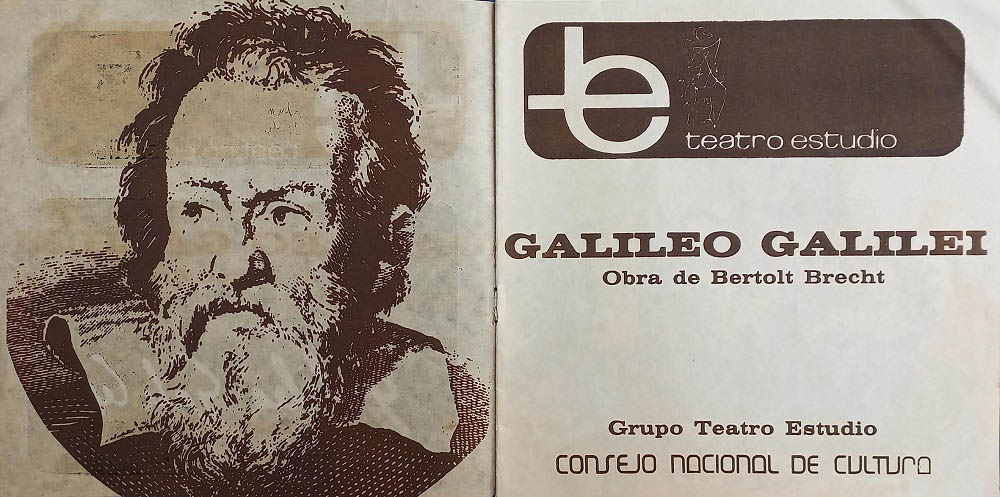 te
teatro estudio
GALILEO GALILEI
Obra de Bertolt Brecht
Grupo Teatro Estudio
CONSEJO NACIONAL DE CULTURA